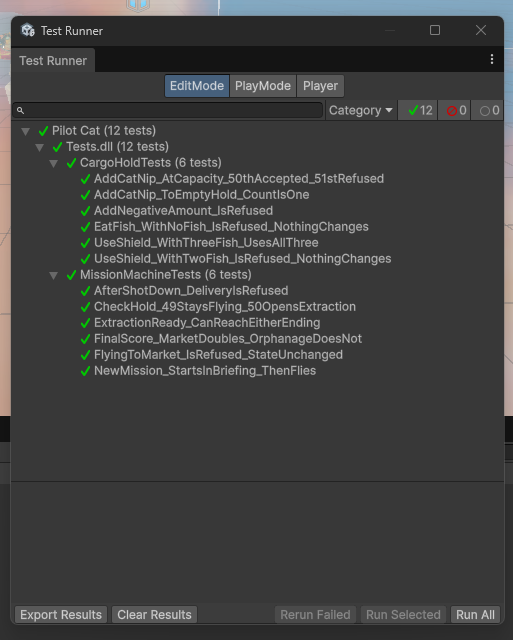 Test Runner
Test Runner
EditMode PlayMode Player
Category 12 0 0
Pilot Cat (12 tests)
Tests.dll (12 tests)
CargoHoldTests (6 tests)
AddCatNip_AtCapacity_50thAccepted_51stRefused
AddCatNip_ToEmptyHold_CountIsOne
AddNegativeAmount_IsRefused
EatFish_WithNoFish_IsRefused_NothingChanges
UseShield_WithThreeFish_UsesAllThree
UseShield_WithTwoFish_IsRefused_NothingChanges
MissionMachineTests (6 tests)
AfterShotDown_DeliveryIsRefused
CheckHold_49StaysFlying_50OpensExtraction
ExtractionReady_CanReachEitherEnding
FinalScore_MarketDoubles_OrphanageDoesNot
FlyingToMarket_IsRefused_StateUnchanged
NewMission_StartsInBriefing_ThenFlies
Export Results Clear Results Rerun Failed Run Selected Run All